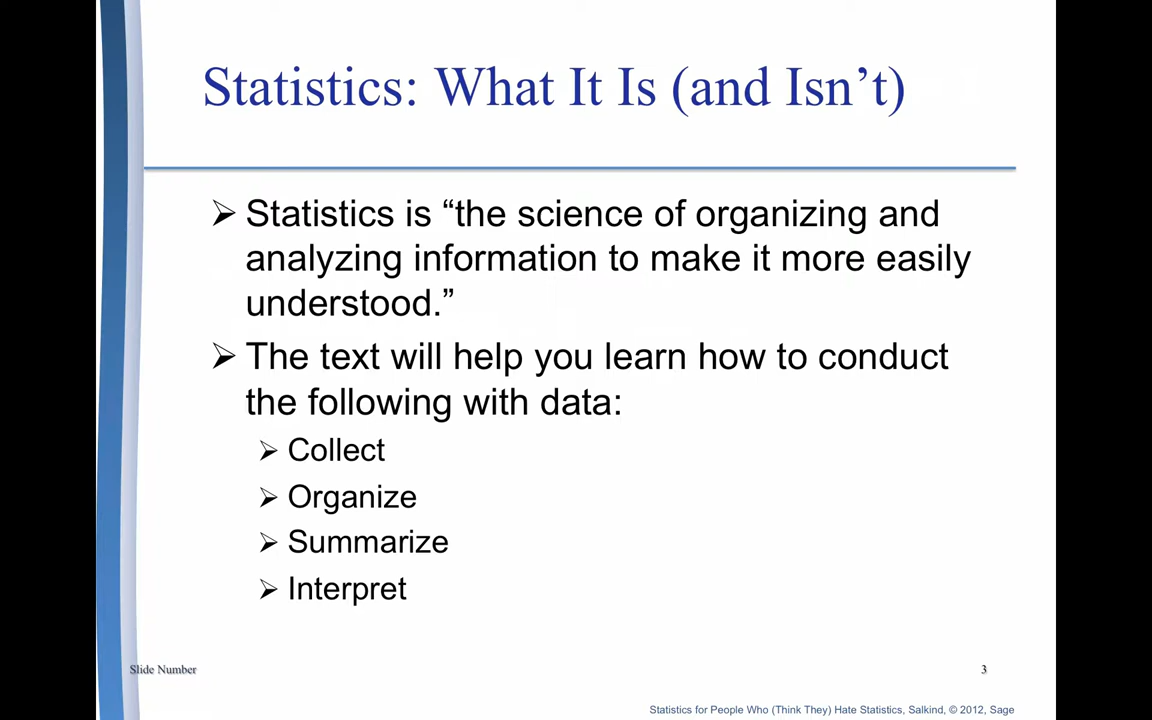 Statistics: What It Is (and Isn’t)
➢ Statistics is “the science of organizing and
analyzing information to make it more easily
understood.”
➢ The text will help you learn how to conduct
the following with data:
➢ Collect
➢ Organize
➢ Summarize
➢ Interpret
Slide Number 3
Statistics for People Who (Think They) Hate Statistics, Salkind, © 2012, Sage